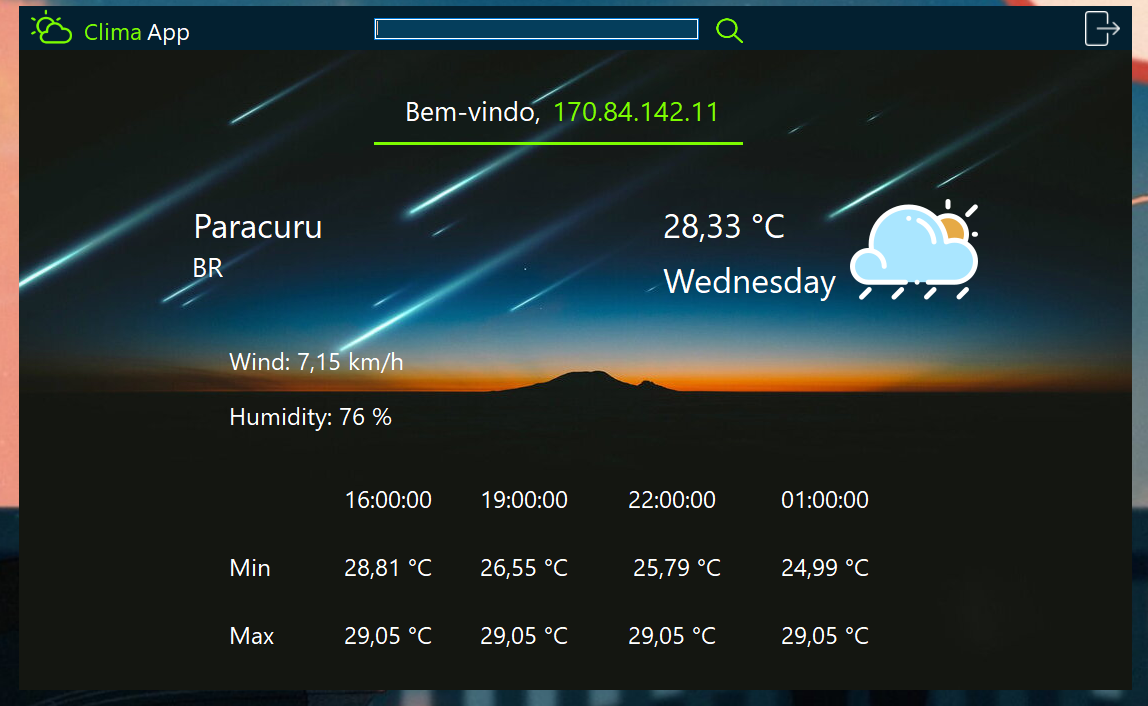 Clima App
Bem-vindo, 170.84.142.11
Paracuru
BR
28,33 °C
Wednesday
Wind: 7,15 km/h
Humidity: 76 %
16:00:00 19:00:00 22:00:00 01:00:00
Min 28,81 °C 26,55 °C 25,79 °C 24,99 °C
Max 29,05 °C 29,05 °C 29,05 °C 29,05 °C